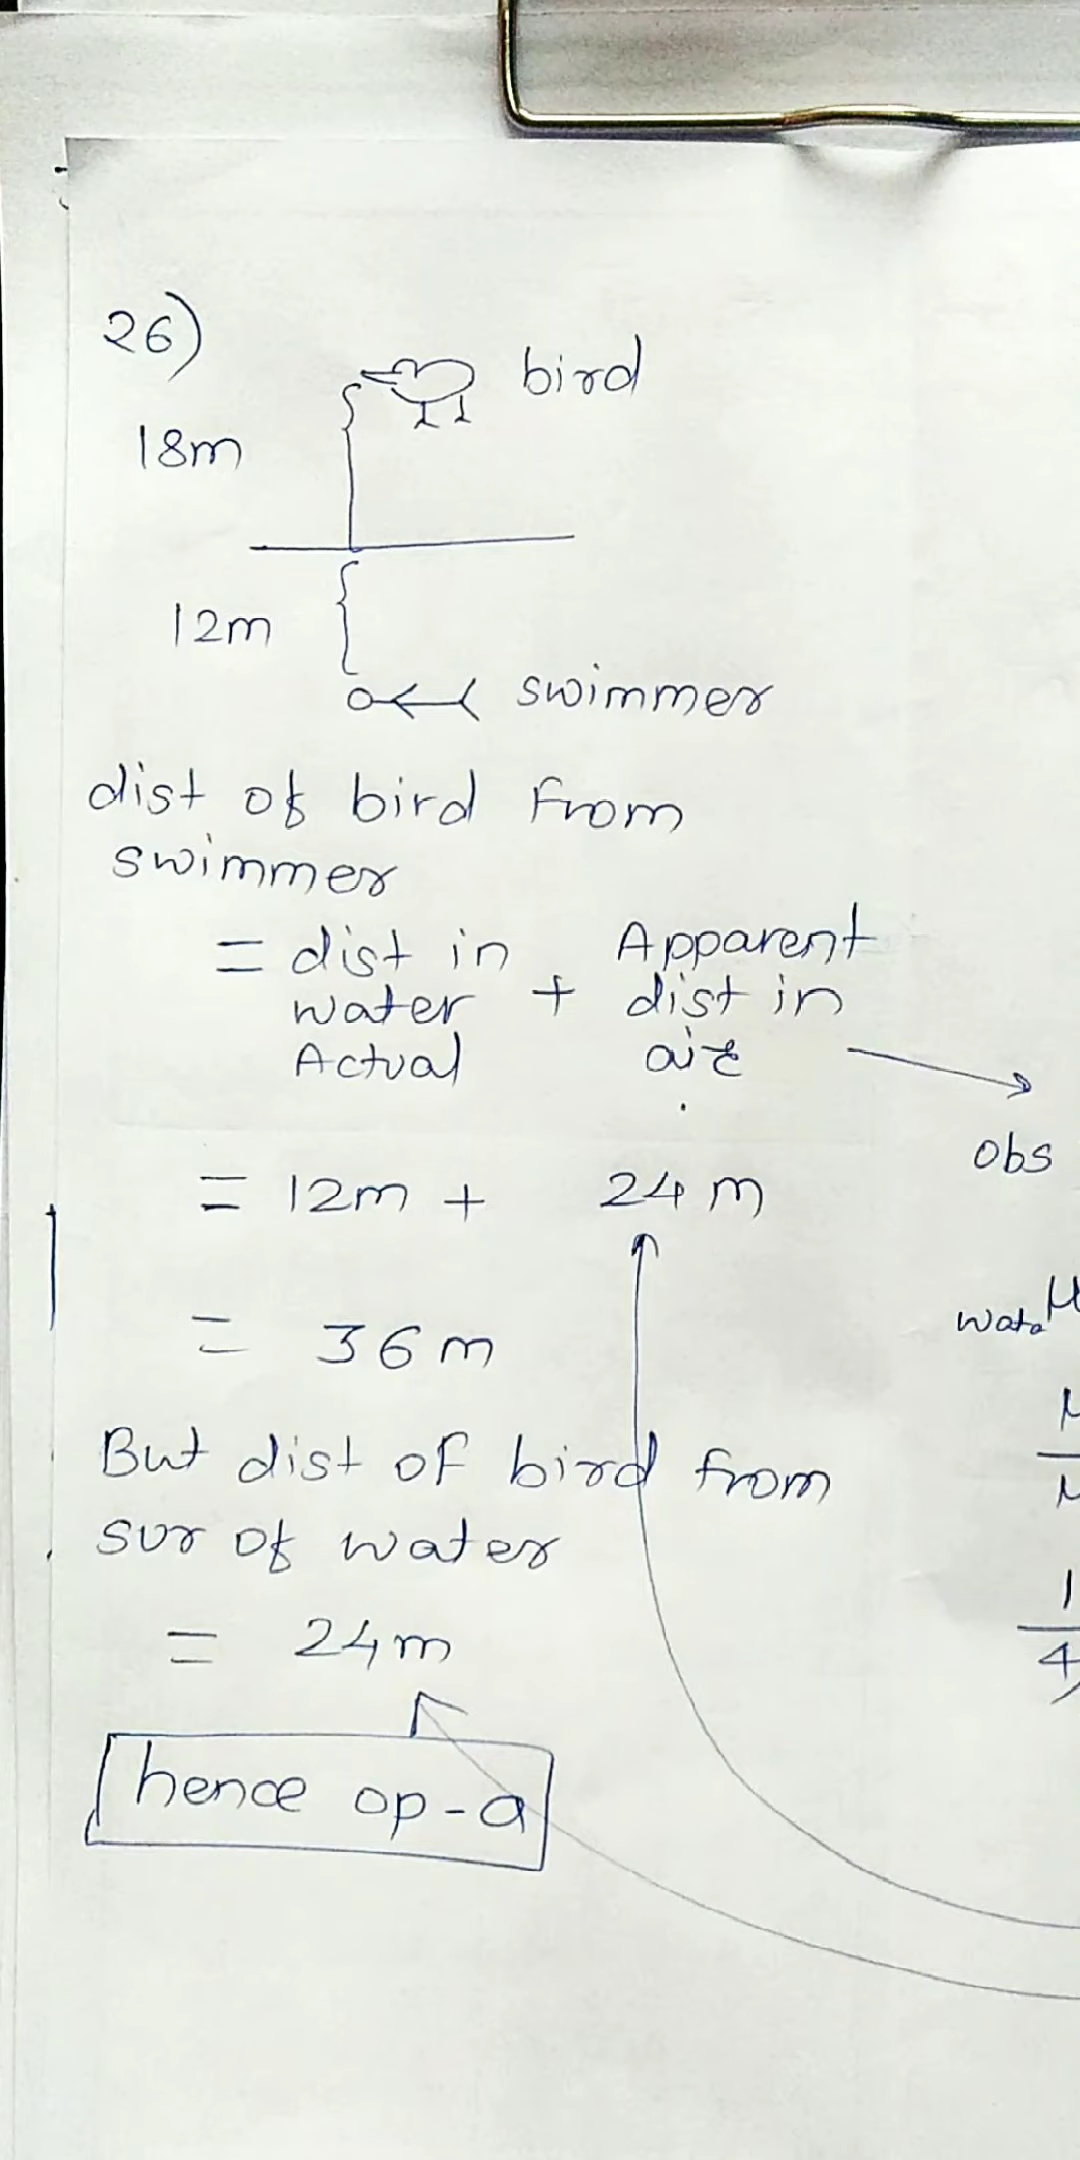 26)
bird
18m
12m
swimmer
dist of bird from
swimmer
= dist in water Actual + Apparent dist in air
obs
= 12m + 24 m
= 36 m
But dist of bird from
sur of water
= 24m
hence op-a